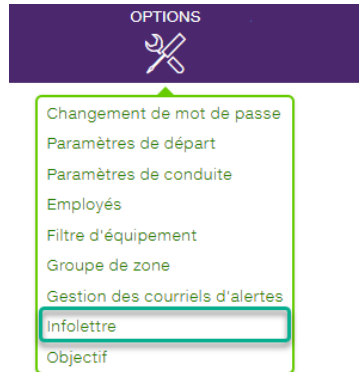 OPTIONS
Changement de mot de passe
Paramètres de départ
Paramètres de conduite
Employés
Filtre d'équipement
Groupe de zone
Gestion des courriels d'alertes
Infolettre
Objectif